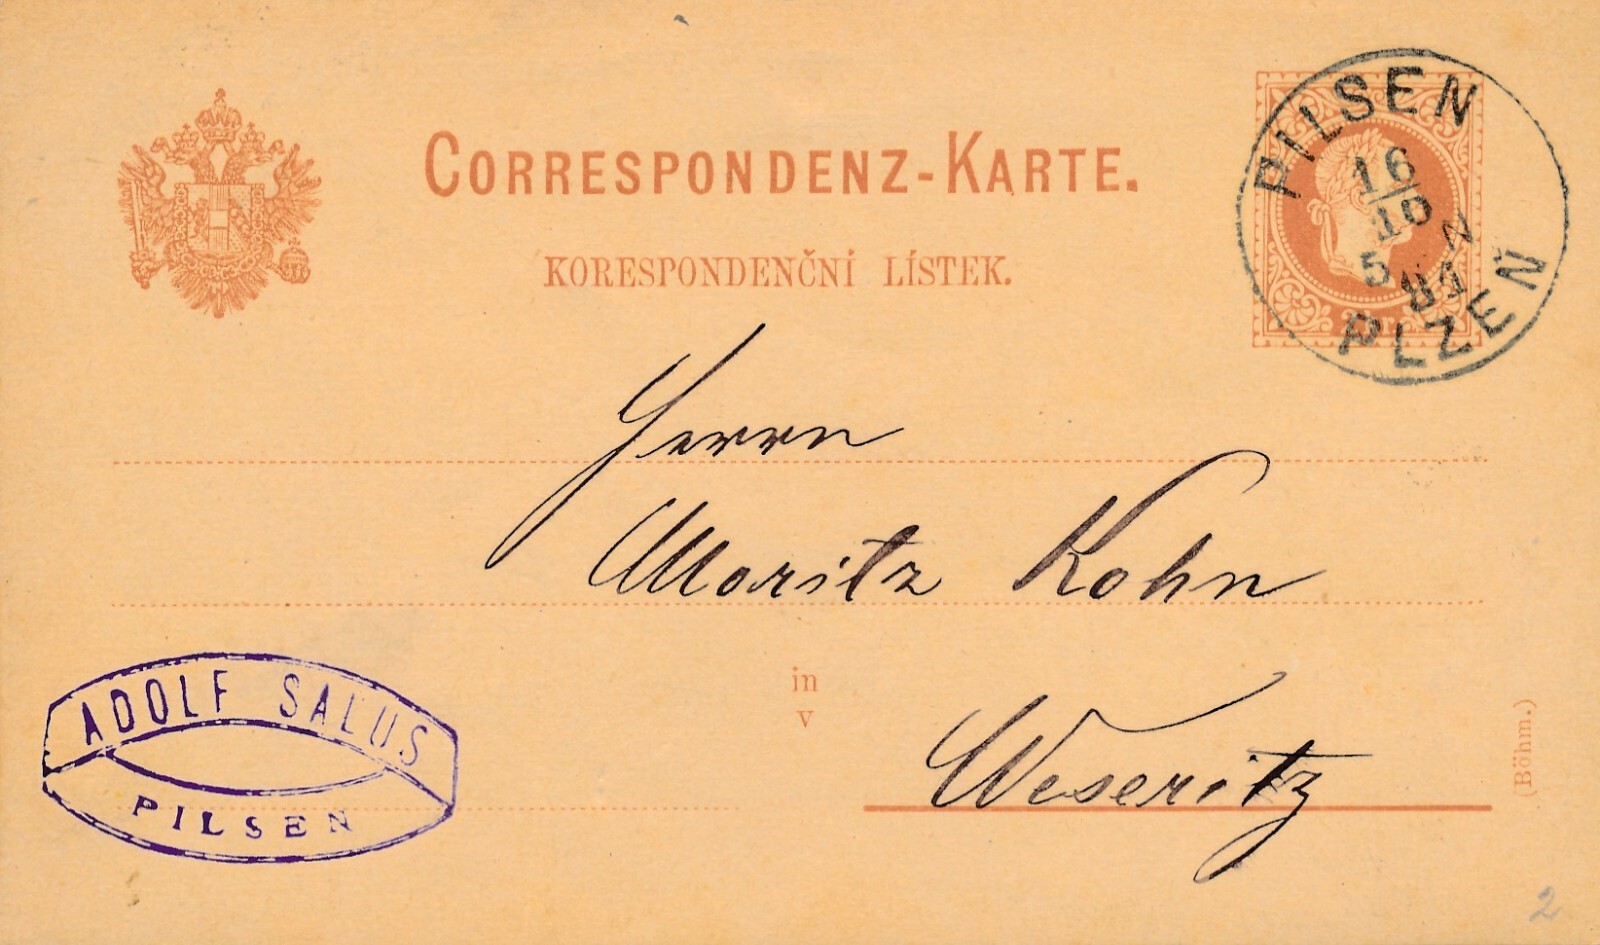 CORRESPONDENZ-KARTE.
KORESPONDENČNÍ LÍSTEK.
PILSEN
16/10
5 N
81
PLZEŇ
Herrn
Moritz Kohn
in
v
Weseritz
(Böhm.)
ADOLF SALUS
PILSEN
2